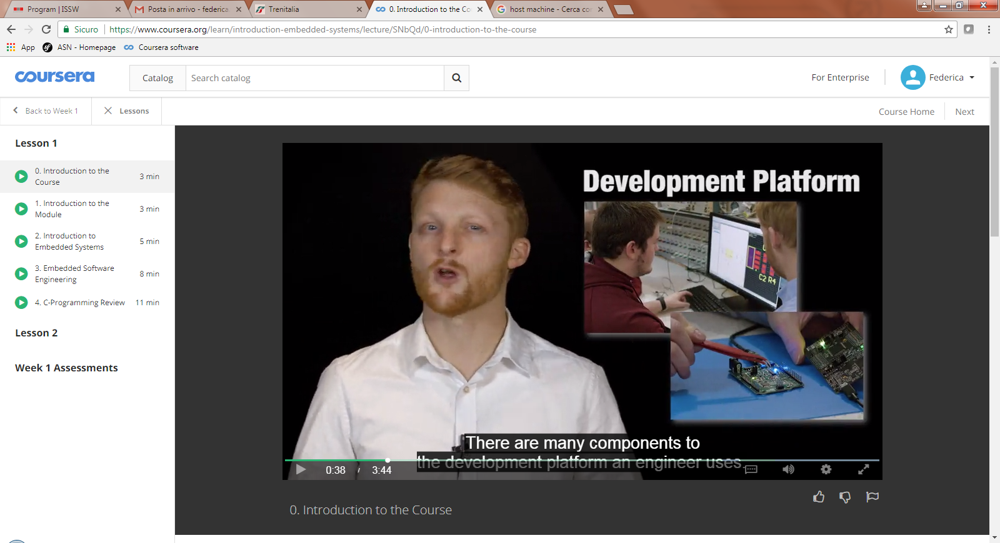 Program | ISSW
Posta in arrivo - federica.
Trenitalia
0. Introduction to the Co
host machine - Cerca co
Sicuro
https://www.coursera.org/learn/introduction-embedded-systems/lecture/SNbQd/0-introduction-to-the-course
App
ASN - Homepage
Coursera software
coursera
Catalog
Search catalog
For Enterprise
Federica
Back to Week 1
Lessons
Course Home
Next
Lesson 1
0. Introduction to the
Course
3 min
1. Introduction to the
Module
3 min
2. Introduction to
Embedded Systems
5 min
3. Embedded Software
Engineering
8 min
4. C-Programming Review
11 min
Lesson 2
Week 1 Assessments
Development Platform
C2 R4
There are many components to
the development platform an engineer uses.
0:38 / 3:44
0. Introduction to the Course